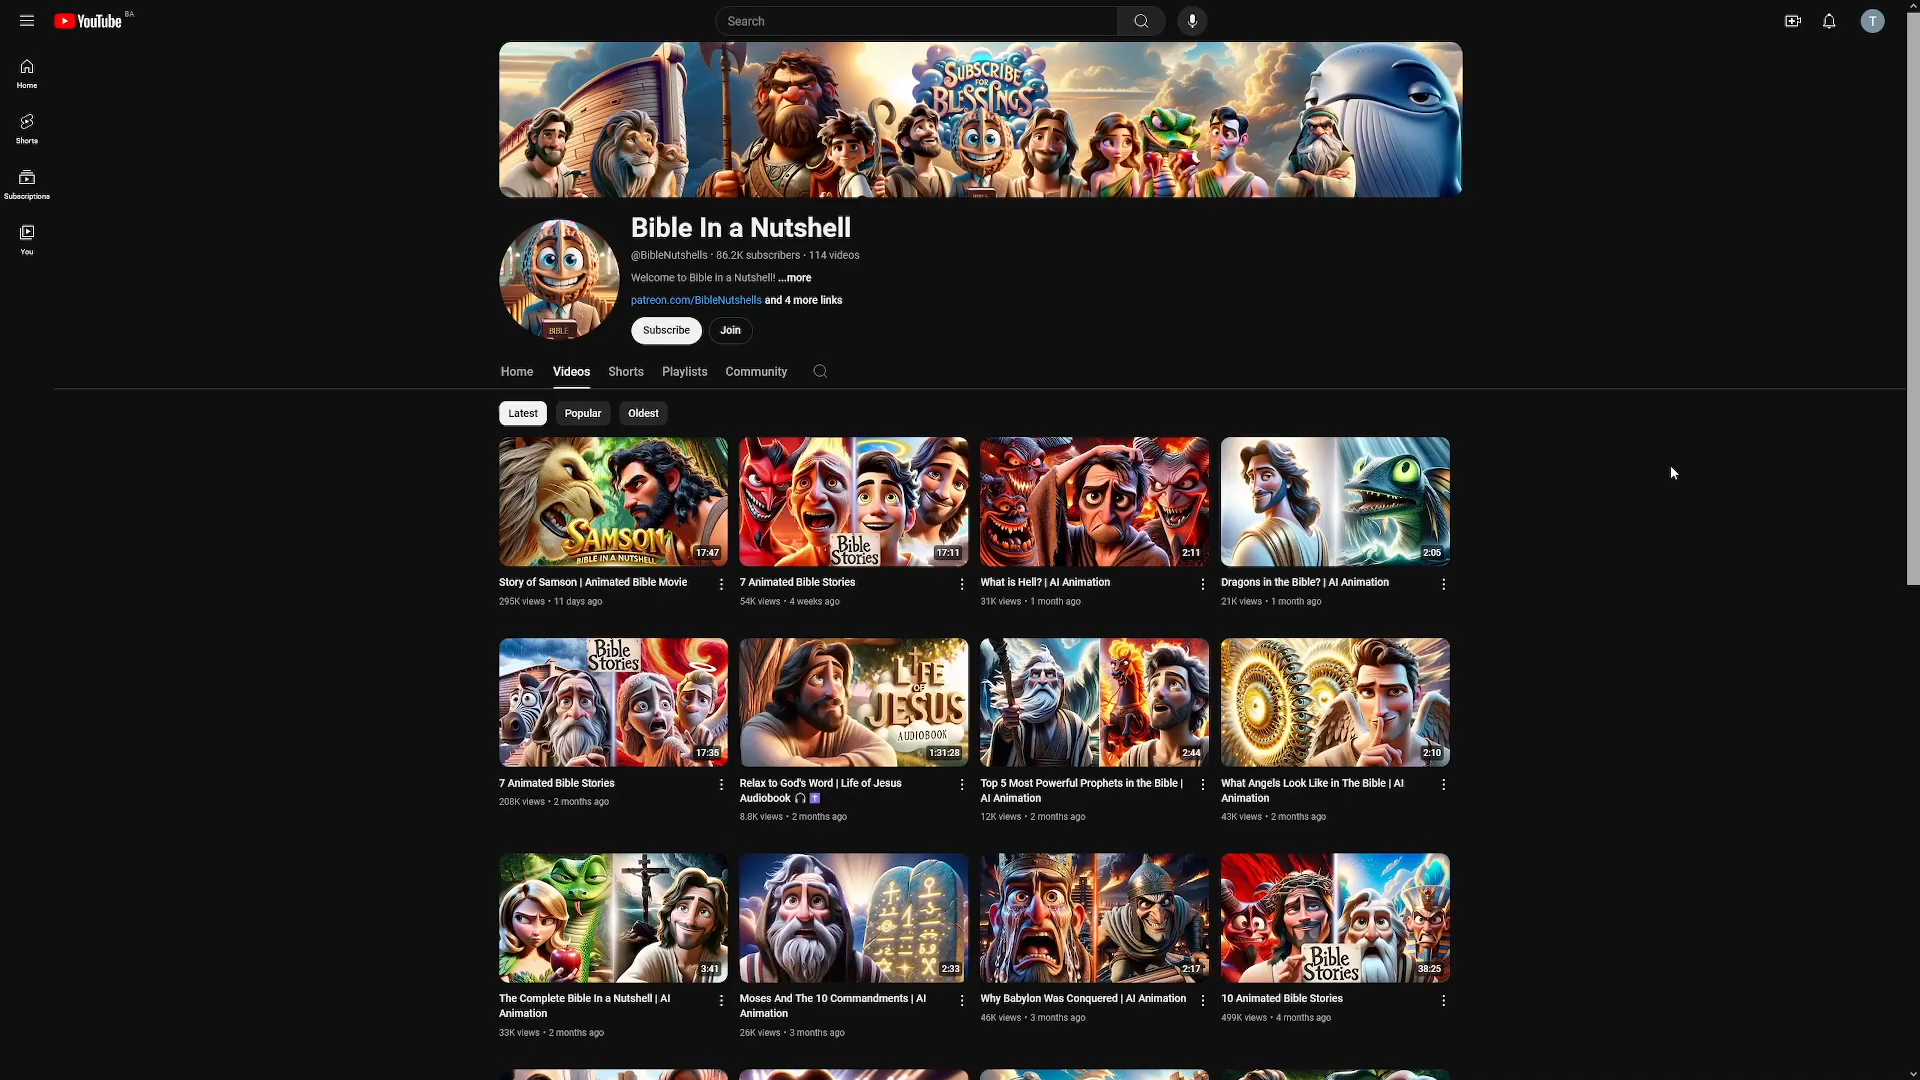 YouTube BA
Search
T
Home
Shorts
Subscriptions
You
SUBSCRIBE
FOR
BLESSINGS
BIBLE
Bible In a Nutshell
@BibleNutshells · 86.2K subscribers · 114 videos
Welcome to Bible in a Nutshell! ...more
patreon.com/BibleNutshells and 4 more links
Subscribe
Join
Home
Videos
Shorts
Playlists
Community
Latest
Popular
Oldest
SAMSON
BIBLE IN A NUTSHELL
17:47
Story of Samson | Animated Bible Movie
295K views · 11 days ago
Bible
Stories
17:11
7 Animated Bible Stories
54K views · 4 weeks ago
2:11
What is Hell? | AI Animation
31K views · 1 month ago
2:05
Dragons in the Bible? | AI Animation
21K views · 1 month ago
Bible
Stories
17:35
7 Animated Bible Stories
208K views · 2 months ago
LIFE
OF
JESUS
AUDIOBOOK
1:31:28
Relax to God's Word | Life of Jesus
Audiobook 🎧✝️
8.8K views · 2 months ago
2:44
Top 5 Most Powerful Prophets in the Bible |
AI Animation
12K views · 2 months ago
2:10
What Angels Look Like in The Bible | AI
Animation
43K views · 2 months ago
3:41
The Complete Bible In a Nutshell | AI
Animation
33K views · 2 months ago
2:33
Moses And The 10 Commandments | AI
Animation
26K views · 3 months ago
2:17
Why Babylon Was Conquered | AI Animation
46K views · 3 months ago
Bible
Stories
38:25
10 Animated Bible Stories
499K views · 4 months ago